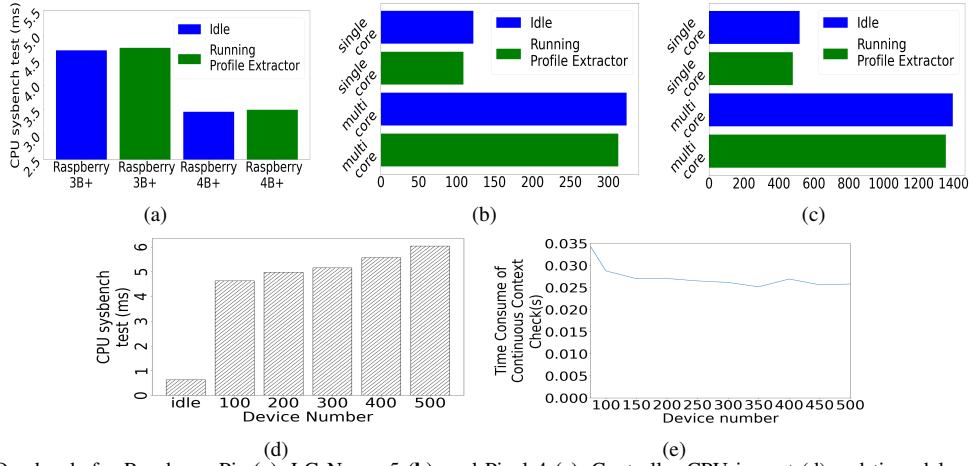 CPU sysbench test (ms)
5.5
5.0
4.5
4.0
3.5
3.0
2.5
Idle
Running
Profile Extractor
Raspberry Raspberry Raspberry Raspberry
3B+ 3B+ 4B+ 4B+
(a)
single core
single core
multi core
multi core
Idle
Running
Profile Extractor
0 50 100 150 200 250 300
(b)
single core
single core
multi core
multi core
Idle
Running
Profile Extractor
0 200 400 600 800 1000 1200 1400
(c)
CPU sysbench
test (ms)
6
5
4
3
2
1
0
idle 100 200 300 400 500
Device Number
(d)
Time Consume of
Continuous Context
Check(s)
0.035
0.030
0.025
0.020
0.015
0.010
0.005
0.000
100 150 200 250 300 350 400 450 500
Device number
(e)